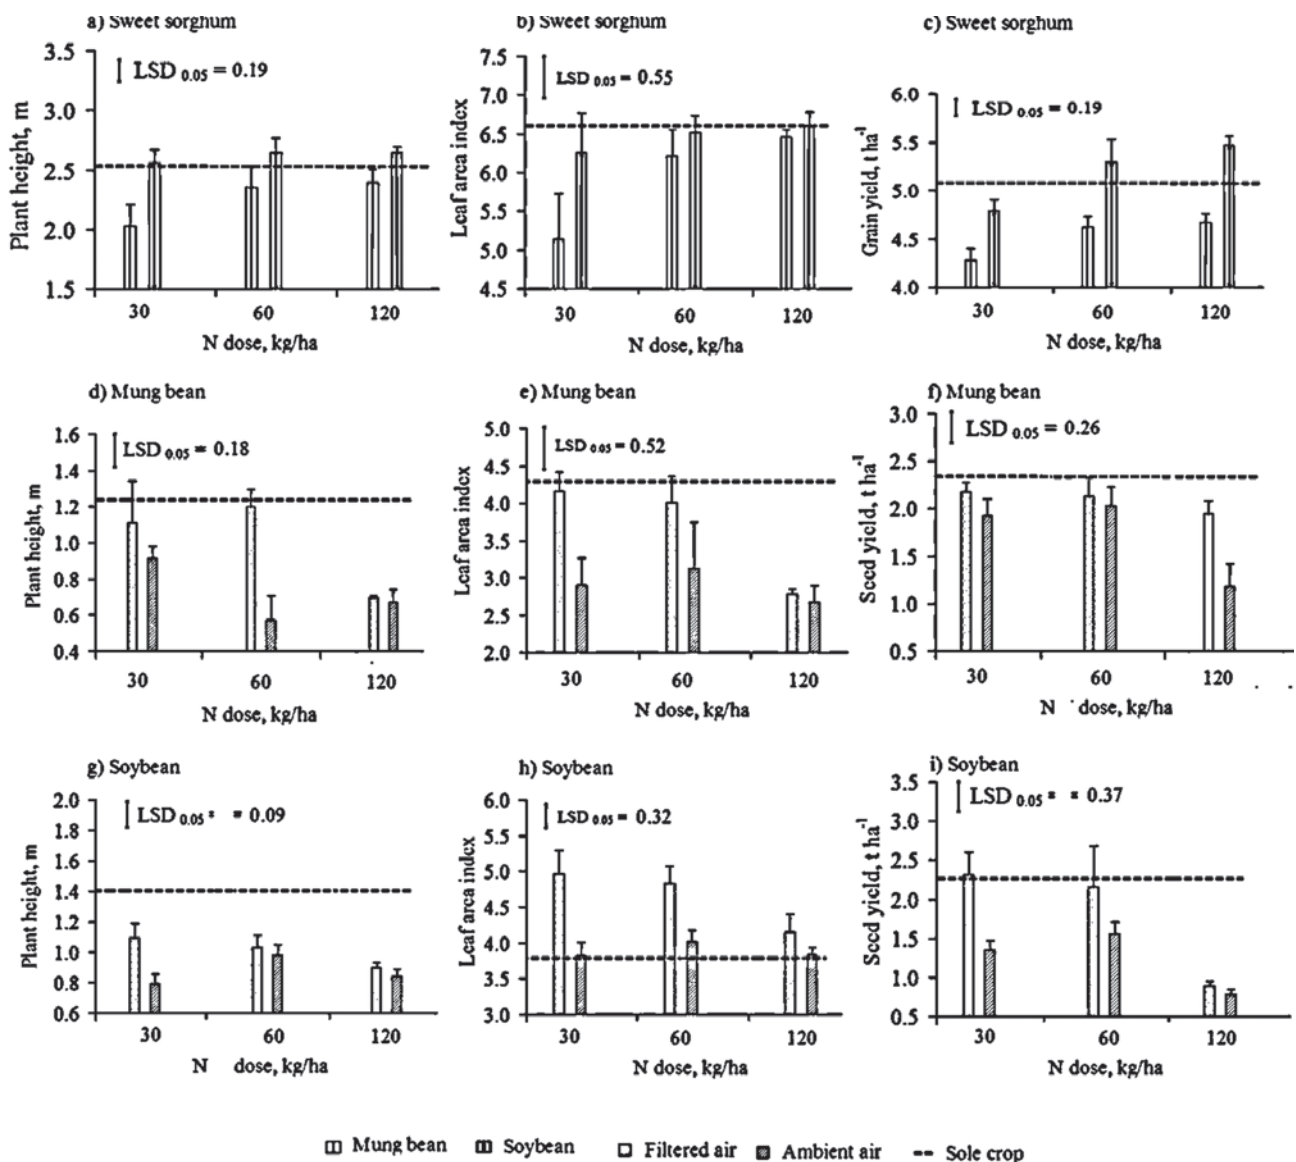 a) Sweet sorghum
b) Sweet sorghum
c) Sweet sorghum
3.5
3.0
2.5
2.0
1.5
Plant height, m
LSD 0.05 = 0.19
30 60 120
N dose, kg/ha
7.5
7.0
6.5
6.0
5.5
5.0
4.5
Leaf area index
LSD 0.05 = 0.55
30 60 120
N dose, kg/ha
6.0
5.5
5.0
4.5
4.0
Grain yield, t ha-1
LSD 0.05 = 0.19
30 60 120
N dose, kg/ha
d) Mung bean
e) Mung bean
f) Mung bean
1.6
1.4
1.2
1.0
0.8
0.6
0.4
Plant height, m
LSD 0.05 = 0.18
30 60 120
N dose, kg/ha
5.0
4.5
4.0
3.5
3.0
2.5
2.0
Leaf area index
LSD 0.05 = 0.52
30 60 120
N dose, kg/ha
3.0
2.5
2.0
1.5
1.0
0.5
Seed yield, t ha-1
LSD 0.05 = 0.26
30 60 120
N dose, kg/ha
g) Soybean
h) Soybean
i) Soybean
2.0
1.8
1.6
1.4
1.2
1.0
0.8
0.6
Plant height, m
LSD 0.05 = 0.09
30 60 120
N dose, kg/ha
6.0
5.5
5.0
4.5
4.0
3.5
3.0
Leaf area index
LSD 0.05 = 0.32
30 60 120
N dose, kg/ha
3.5
3.0
2.5
2.0
1.5
1.0
0.5
Seed yield, t ha-1
LSD 0.05 = 0.37
30 60 120
N dose, kg/ha
Mung bean Soybean Filtered air Ambient air Sole crop